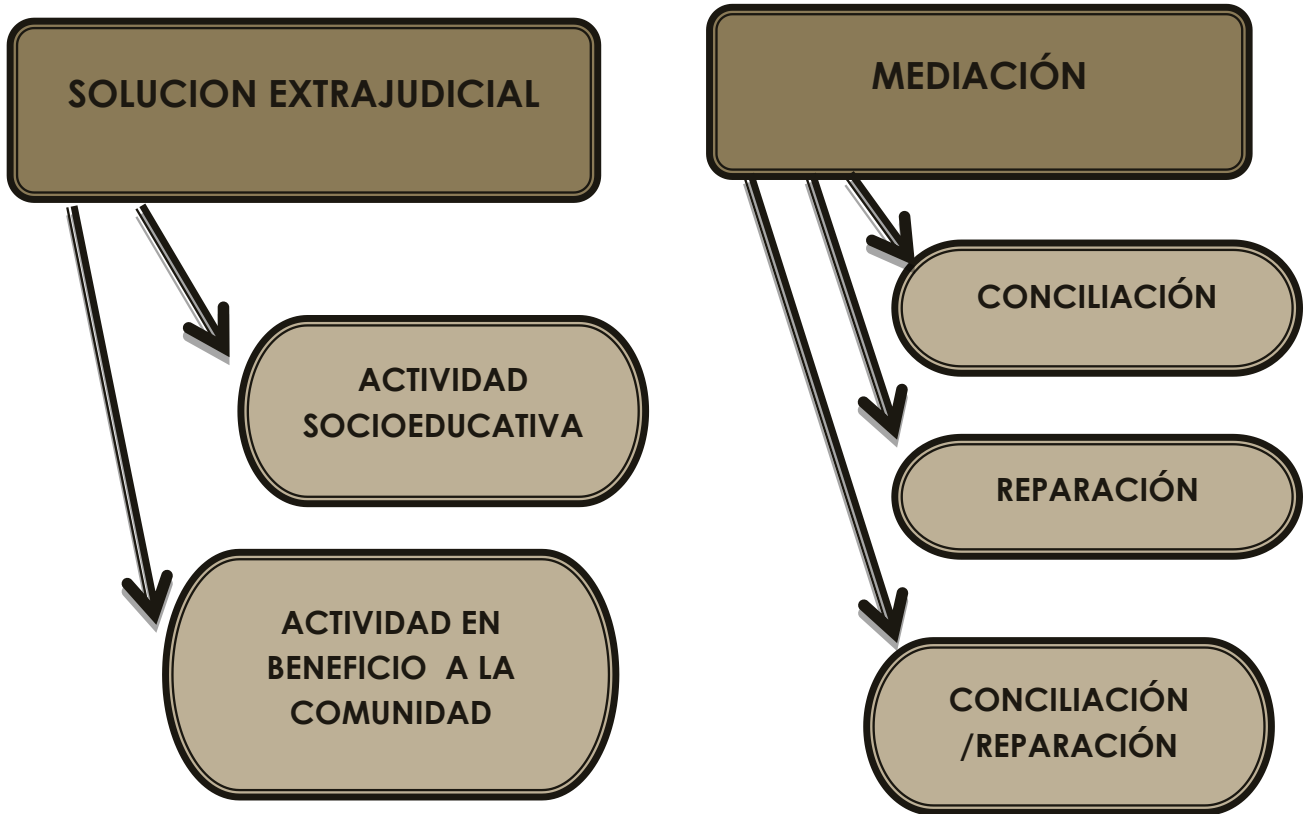 SOLUCION EXTRAJUDICIAL
ACTIVIDAD
SOCIOEDUCATIVA
ACTIVIDAD EN
BENEFICIO A LA
COMUNIDAD
MEDIACIÓN
CONCILIACIÓN
REPARACIÓN
CONCILIACIÓN
/REPARACIÓN